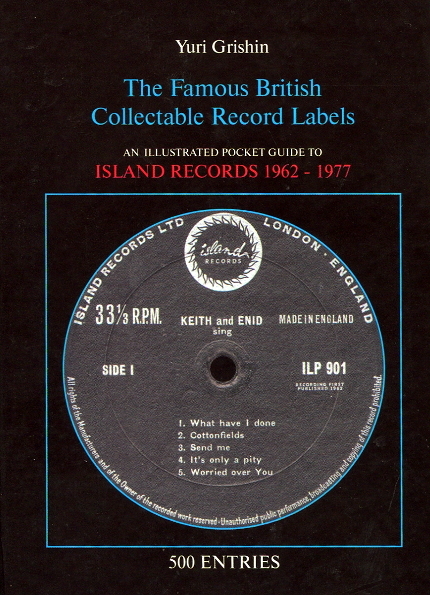 Yuri Grishin
The Famous British
Collectable Record Labels
AN ILLUSTRATED POCKET GUIDE TO
ISLAND RECORDS 1962 - 1977
ISLAND RECORDS LTD LONDON · ENGLAND
island
RECORDS
33⅓ R.P.M.
KEITH and ENID
sing
MADE IN ENGLAND
SIDE I
ILP 901
RECORDING FIRST
PUBLISHED 1963
1. What have I done
2. Cottonfields
3. Send me
4. It's only a pity
5. Worried over You
All rights of the Manufacturers and of the Owner of the recorded work reserved · Unauthorised public performance, broadcasting and copying of this record prohibited.
500 ENTRIES